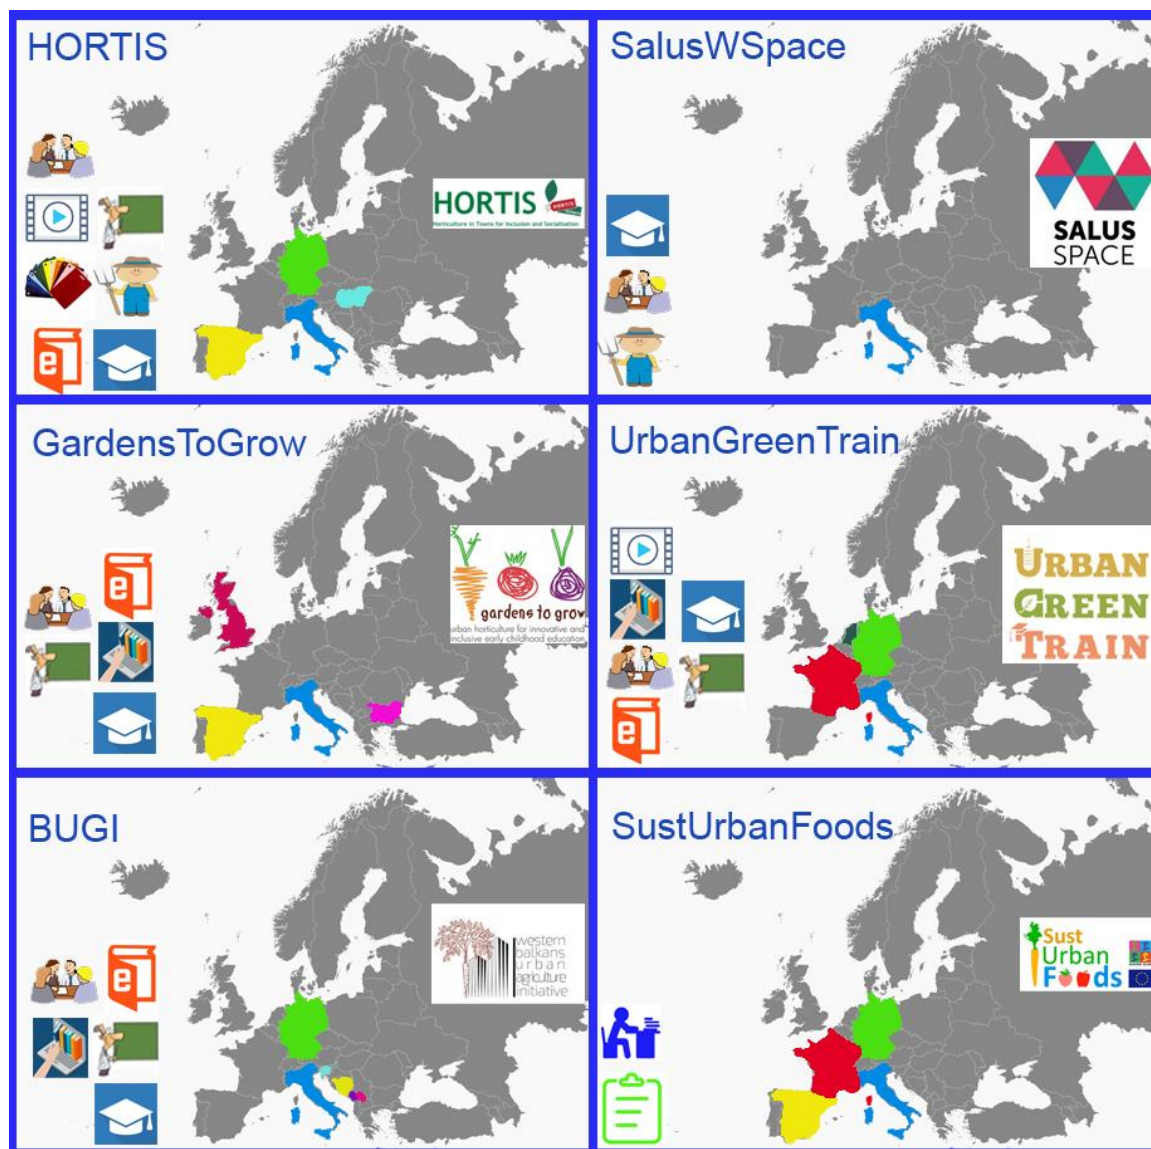 HORTIS
HORTIS
Horticulture in Towns for Inclusion and Socialisation
e
SalusWSpace
SALUS
SPACE
GardensToGrow
e
gardens to grow
urban horticulture for innovative and
inclusive early childhood education
UrbanGreenTrain
URBAN
GREEN
TRAIN
e
BUGI
e
western
balkans
urban
agriculture
initiative
SustUrbanFoods
Sust
Urban
Foods